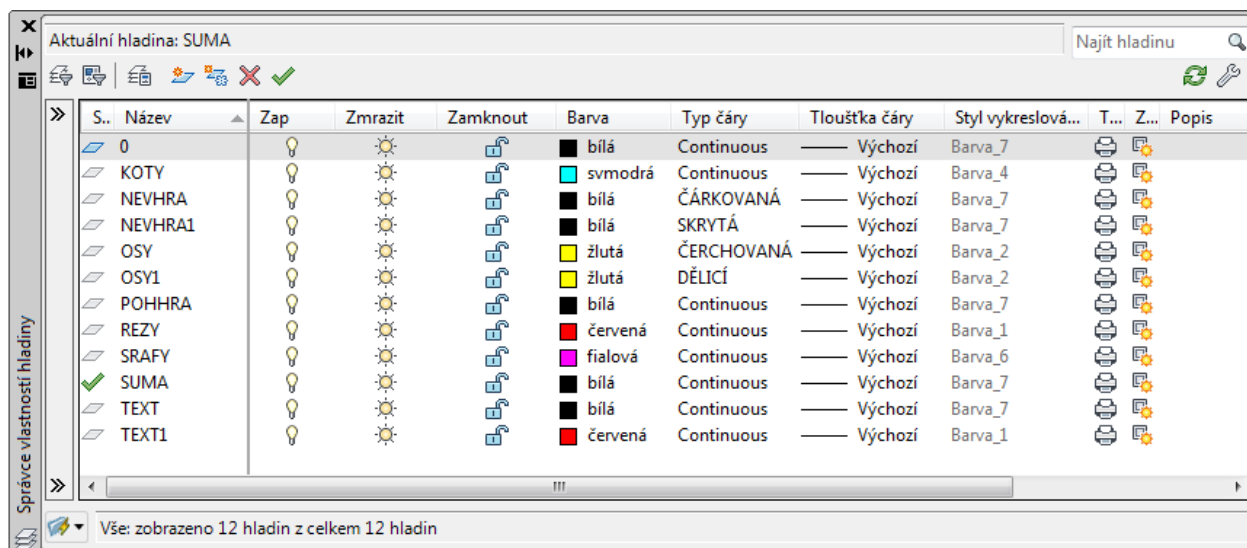 Aktuální hladina: SUMA
Najít hladinu
S.. Název Zap Zmrazit Zamknout Barva Typ čáry Tloušťka čáry Styl vykreslová... T... Z... Popis
0 bílá Continuous Výchozí Barva_7
KOTY svmodrá Continuous Výchozí Barva_4
NEVHRA bílá ČÁRKOVANÁ Výchozí Barva_7
NEVHRA1 bílá SKRYTÁ Výchozí Barva_7
OSY žlutá ČERCHOVANÁ Výchozí Barva_2
OSY1 žlutá DĚLICÍ Výchozí Barva_2
POHHRA bílá Continuous Výchozí Barva_7
REZY červená Continuous Výchozí Barva_1
SRAFY fialová Continuous Výchozí Barva_6
SUMA bílá Continuous Výchozí Barva_7
TEXT bílá Continuous Výchozí Barva_7
TEXT1 červená Continuous Výchozí Barva_1
Vše: zobrazeno 12 hladin z celkem 12 hladin
Správce vlastností hladiny